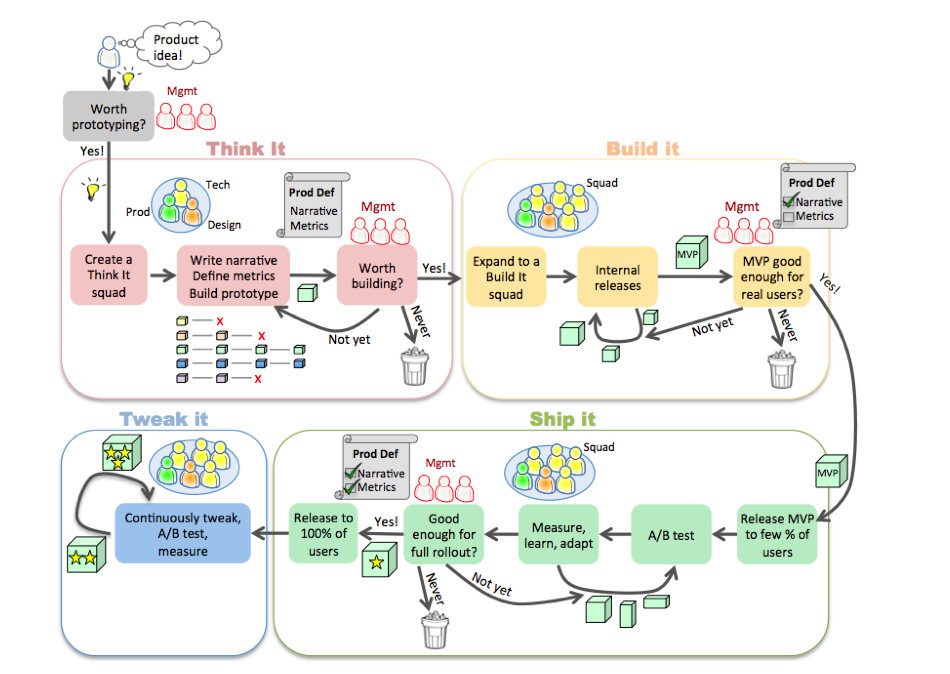 Product
idea!
Mgmt
Worth
prototyping?
Yes!
Think It
Tech
Prod
Design
Prod Def
Narrative
Metrics
Mgmt
Create a
Think It
squad
Write narrative
Define metrics
Build prototype
Worth
building?
Yes!
Not yet
Never
X
X
X
Build it
Squad
Prod Def
Narrative
Metrics
Mgmt
Expand to a
Build It
squad
Internal
releases
MVP
MVP good
enough for
real users?
Yes!
Not yet
Never
Tweak it
Continuously tweak,
A/B test,
measure
Ship it
Prod Def
Narrative
Metrics
Mgmt
Squad
MVP
Release to
100% of
users
Yes!
Good
enough for
full rollout?
Measure,
learn, adapt
A/B test
Release MVP
to few % of
users
Never
Not yet